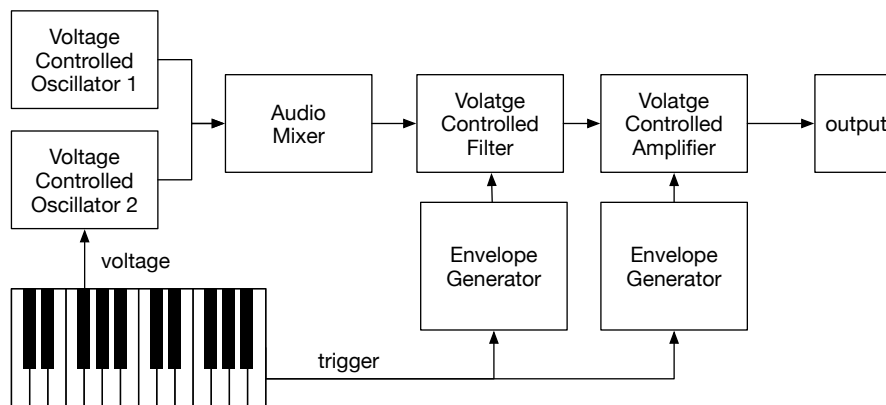 Voltage
Controlled
Oscillator 1
Voltage
Controlled
Oscillator 2
Audio
Mixer
Volatge
Controlled
Filter
Volatge
Controlled
Amplifier
output
Envelope
Generator
Envelope
Generator
voltage
trigger